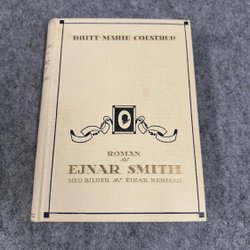 BRITT-MARIE COLSTRUP
ROMAN
AV
EJNAR SMITH
MED BILDER AV EINAR NERMAN